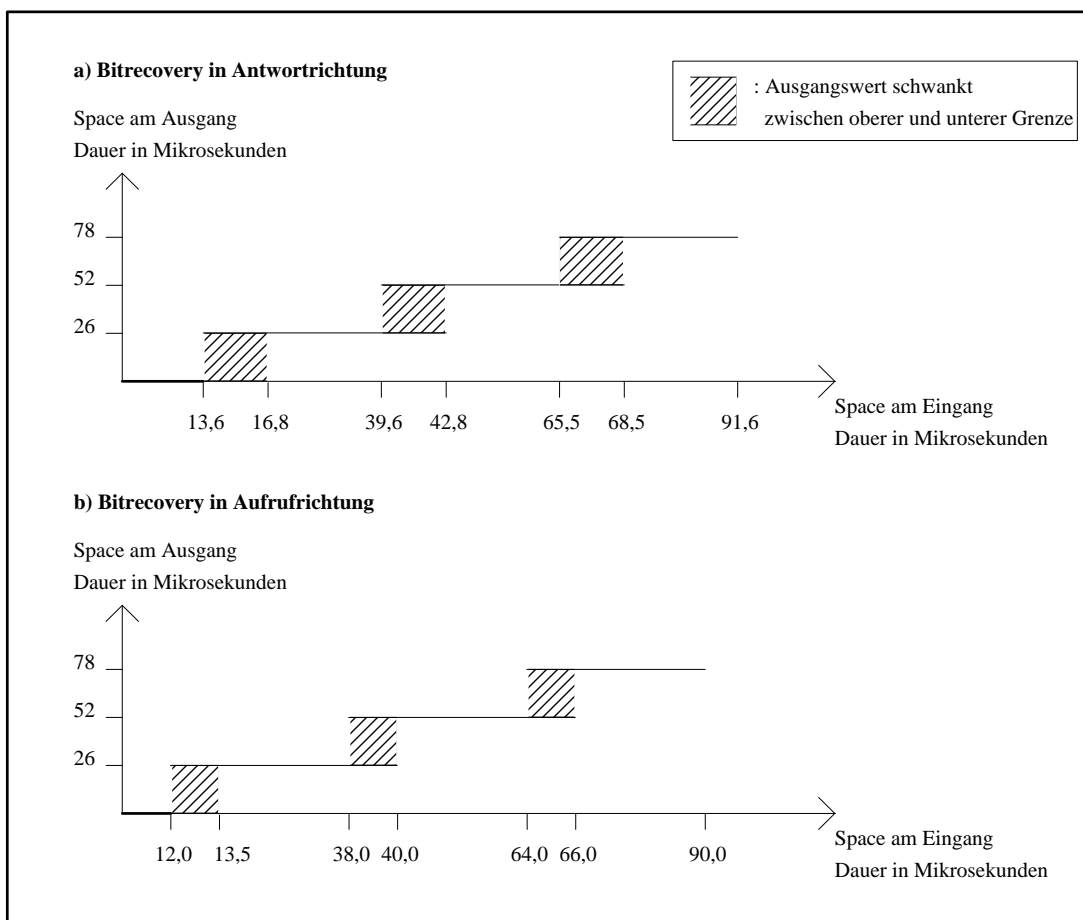 a) Bitrecovery in Antwortrichtung
: Ausgangswert schwankt
zwischen oberer und unterer Grenze
Space am Ausgang
Dauer in Mikrosekunden
78
52
26
13,6 16,8 39,6 42,8 65,5 68,5 91,6
Space am Eingang
Dauer in Mikrosekunden
b) Bitrecovery in Aufrufrichtung
Space am Ausgang
Dauer in Mikrosekunden
78
52
26
12,0 13,5 38,0 40,0 64,0 66,0 90,0
Space am Eingang
Dauer in Mikrosekunden